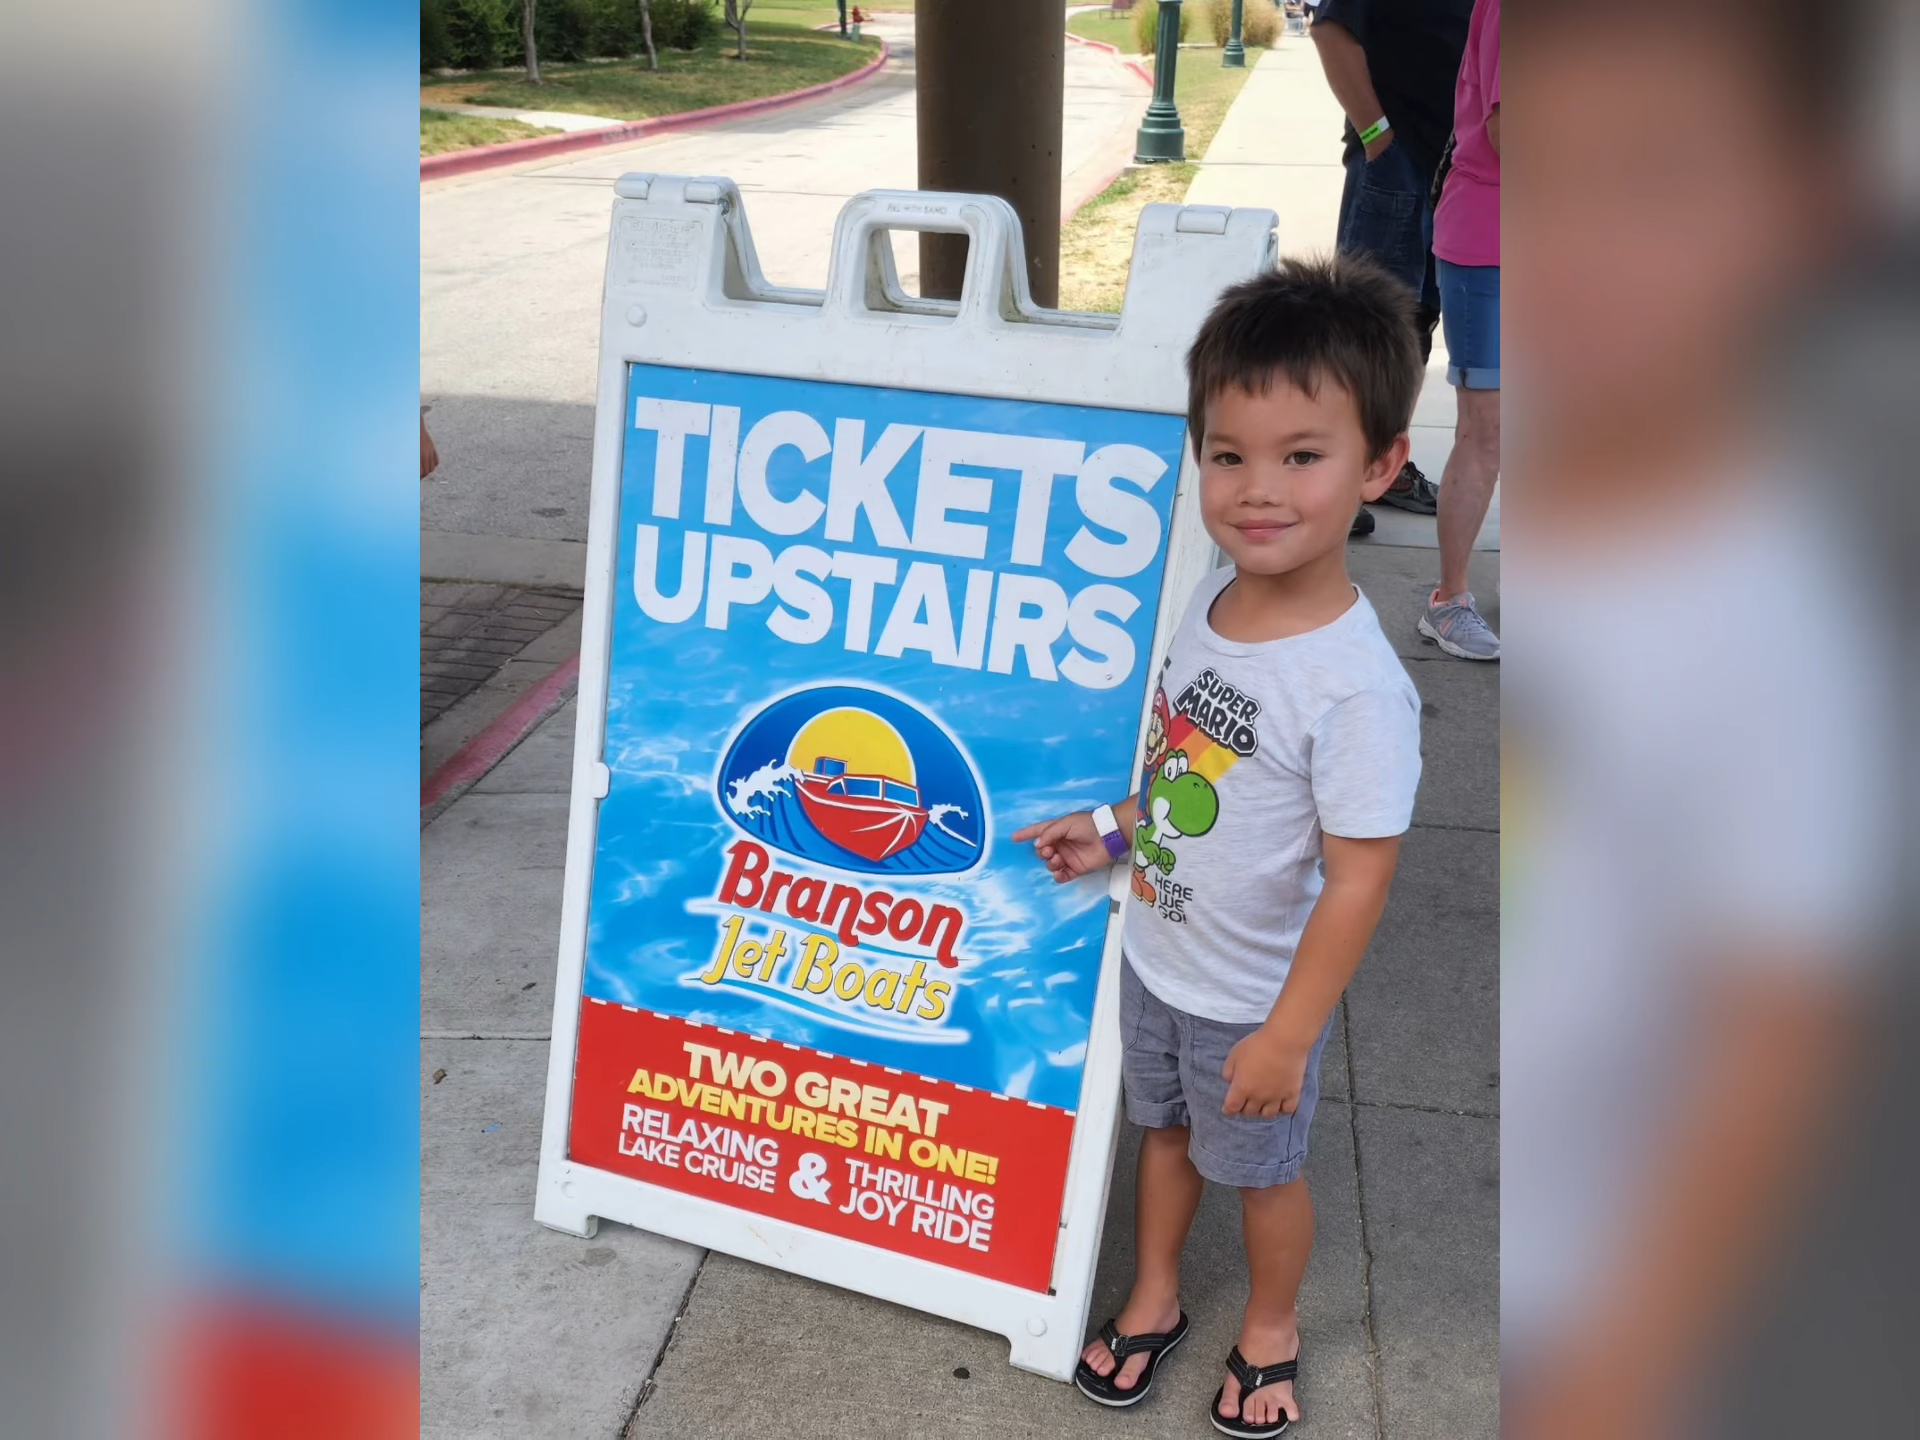 TICKETS
UPSTAIRS
Branson
Jet Boats
TWO GREAT
ADVENTURES IN ONE!
RELAXING
LAKE CRUISE
&
THRILLING
JOY RIDE
SUPER
MARIO
HERE
WE
GO!